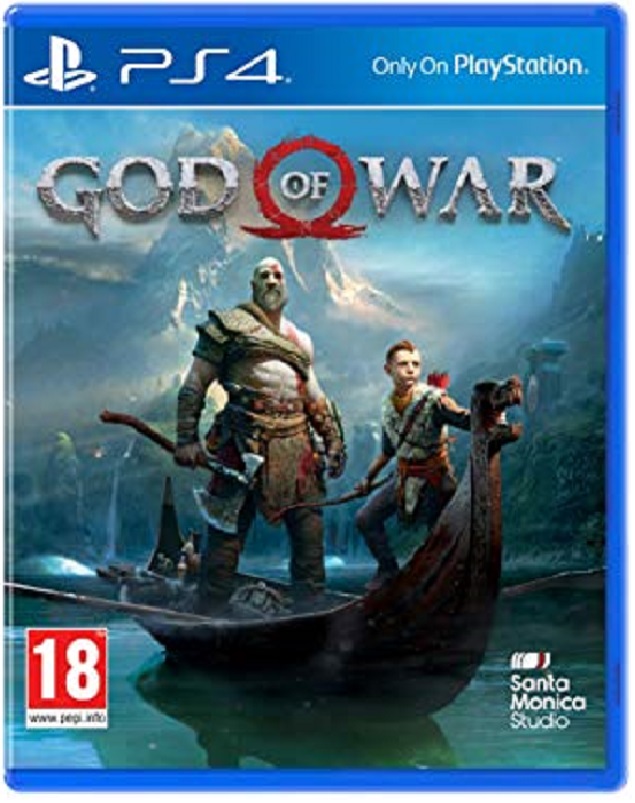 PS4
Only On PlayStation.
GOD OF WAR
18
www.pegi.info
Santa
Monica
Studio